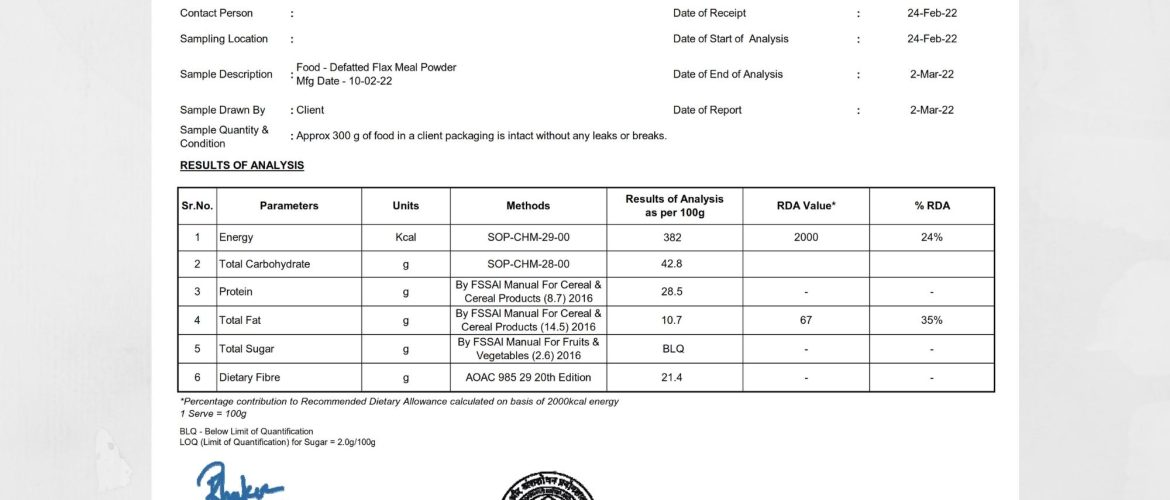 Contact Person : Date of Receipt : 24-Feb-22
Sampling Location : Date of Start of Analysis : 24-Feb-22
Sample Description : Food - Defatted Flax Meal Powder
Mfg Date - 10-02-22 Date of End of Analysis : 2-Mar-22
Sample Drawn By : Client Date of Report : 2-Mar-22
Sample Quantity &
Condition : Approx 300 g of food in a client packaging is intact without any leaks or breaks.
RESULTS OF ANALYSIS
Sr.No. Parameters Units Methods Results of Analysis
as per 100g RDA Value* % RDA
1 Energy Kcal SOP-CHM-29-00 382 2000 24%
2 Total Carbohydrate g SOP-CHM-28-00 42.8
3 Protein g By FSSAI Manual For Cereal &
Cereal Products (8.7) 2016 28.5 - -
4 Total Fat g By FSSAI Manual For Cereal &
Cereal Products (14.5) 2016 10.7 67 35%
5 Total Sugar g By FSSAI Manual For Fruits &
Vegetables (2.6) 2016 BLQ - -
6 Dietary Fibre g AOAC 985 29 20th Edition 21.4 - -
*Percentage contribution to Recommended Dietary Allowance calculated on basis of 2000kcal energy
1 Serve = 100g
BLQ - Below Limit of Quantification
LOQ (Limit of Quantification) for Sugar = 2.0g/100g